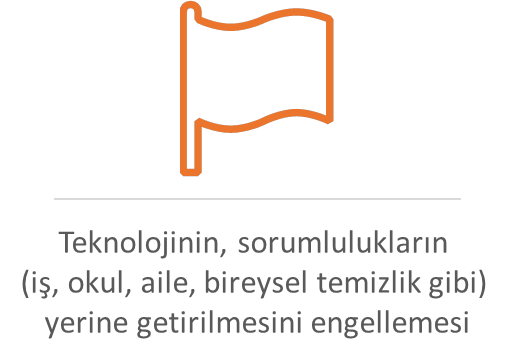 Teknolojinin, sorumlulukların
(iş, okul, aile, bireysel temizlik gibi)
yerine getirilmesini engellemesi